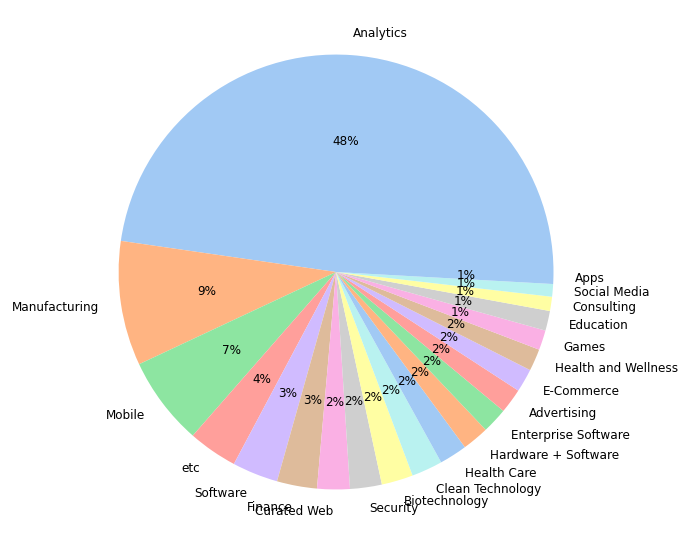 Analytics
48%
Manufacturing
9%
Mobile
7%
etc
4%
Software
3%
Finance
3%
Curated Web
2%
Security
2%
Biotechnology
2%
Clean Technology
2%
Health Care
2%
Hardware + Software
2%
Enterprise Software
2%
Advertising
2%
E-Commerce
2%
Health and Wellness
2%
Games
1%
Education
1%
Consulting
1%
Social Media
1%
Apps
1%